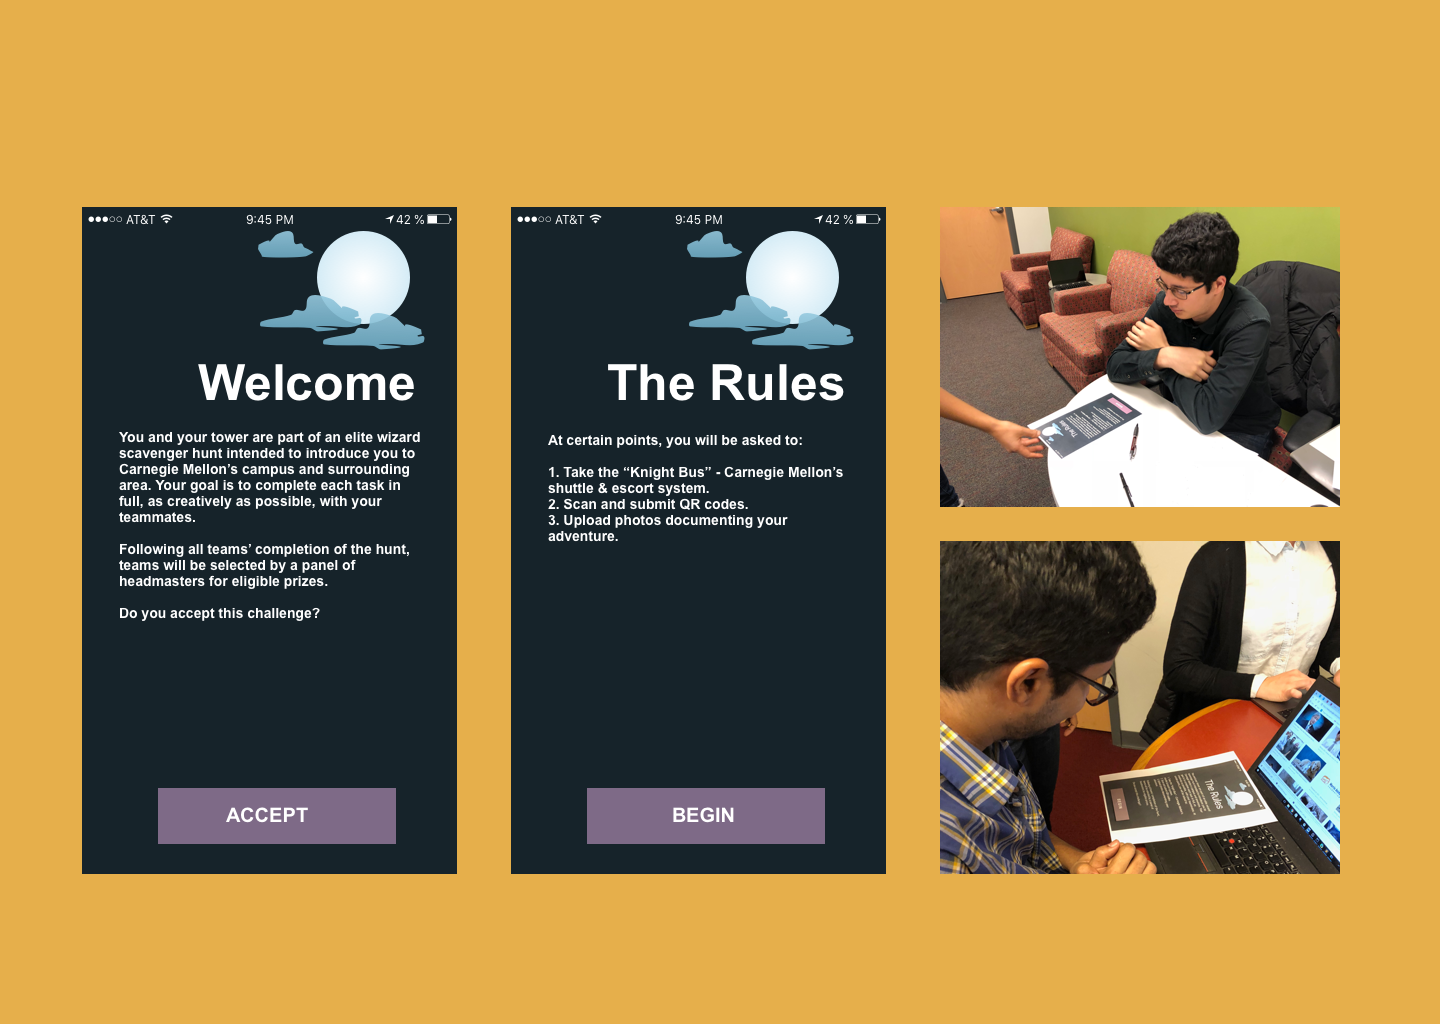 AT&T 9:45 PM 42 %
Welcome
You and your tower are part of an elite wizard
scavenger hunt intended to introduce you to
Carnegie Mellon’s campus and surrounding
area. Your goal is to complete each task in
full, as creatively as possible, with your
teammates.
Following all teams’ completion of the hunt,
teams will be selected by a panel of
headmasters for eligible prizes.
Do you accept this challenge?
ACCEPT
AT&T 9:45 PM 42 %
The Rules
At certain points, you will be asked to:
1. Take the “Knight Bus” - Carnegie Mellon’s
shuttle & escort system.
2. Scan and submit QR codes.
3. Upload photos documenting your
adventure.
BEGIN
The Rules
The Rules